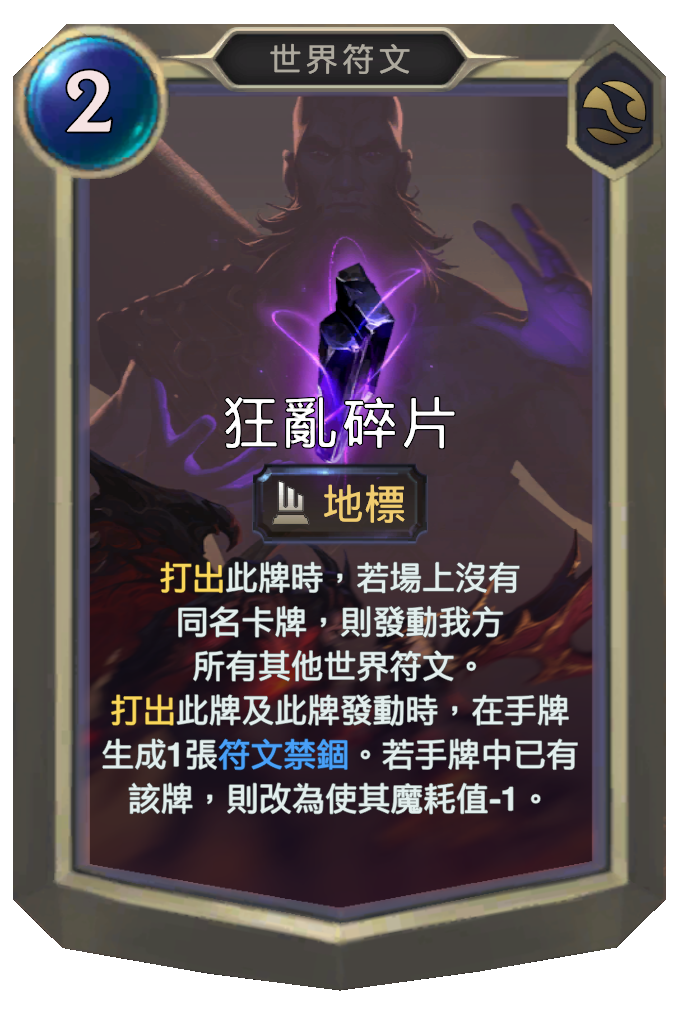 世界符文
2
狂亂碎片
地標
打出此牌時，若場上沒有
同名卡牌，則發動我方
所有其他世界符文。
打出此牌及此牌發動時，在手牌
生成1張符文禁錮。若手牌中已有
該牌，則改為使其魔耗值-1。